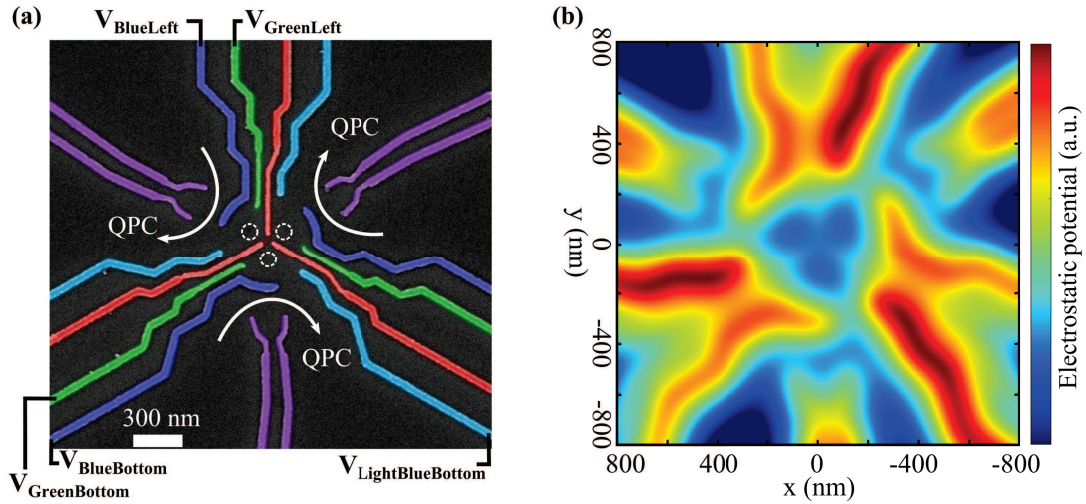 (a)
V_BlueLeft
V_GreenLeft
QPC
QPC
QPC
300 nm
V_GreenBottom
V_BlueBottom
V_LightBlueBottom
(b)
800
400
0
-400
-800
y (nm)
800 400 0 -400 -800
x (nm)
Electrostatic potential (a.u.)